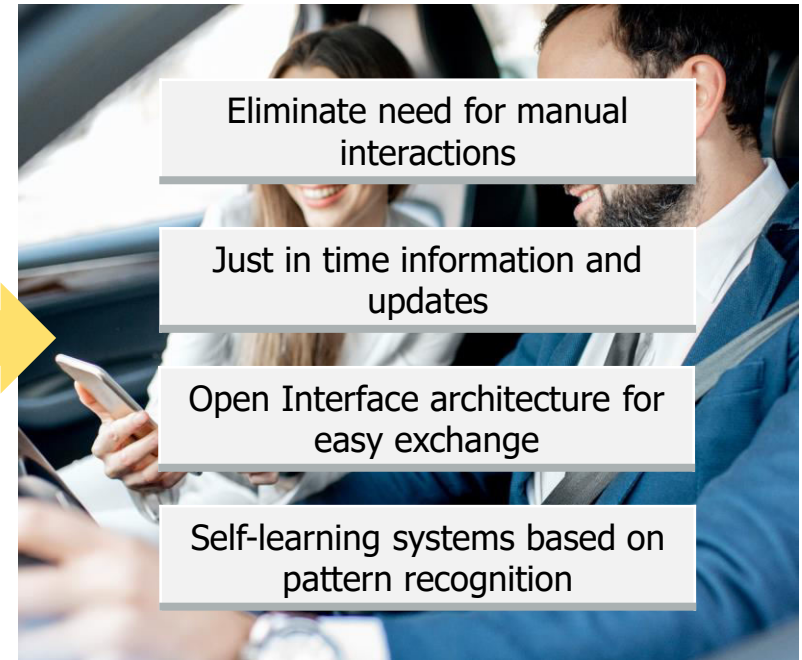 Eliminate need for manual
interactions
Just in time information and
updates
Open Interface architecture for
easy exchange
Self-learning systems based on
pattern recognition